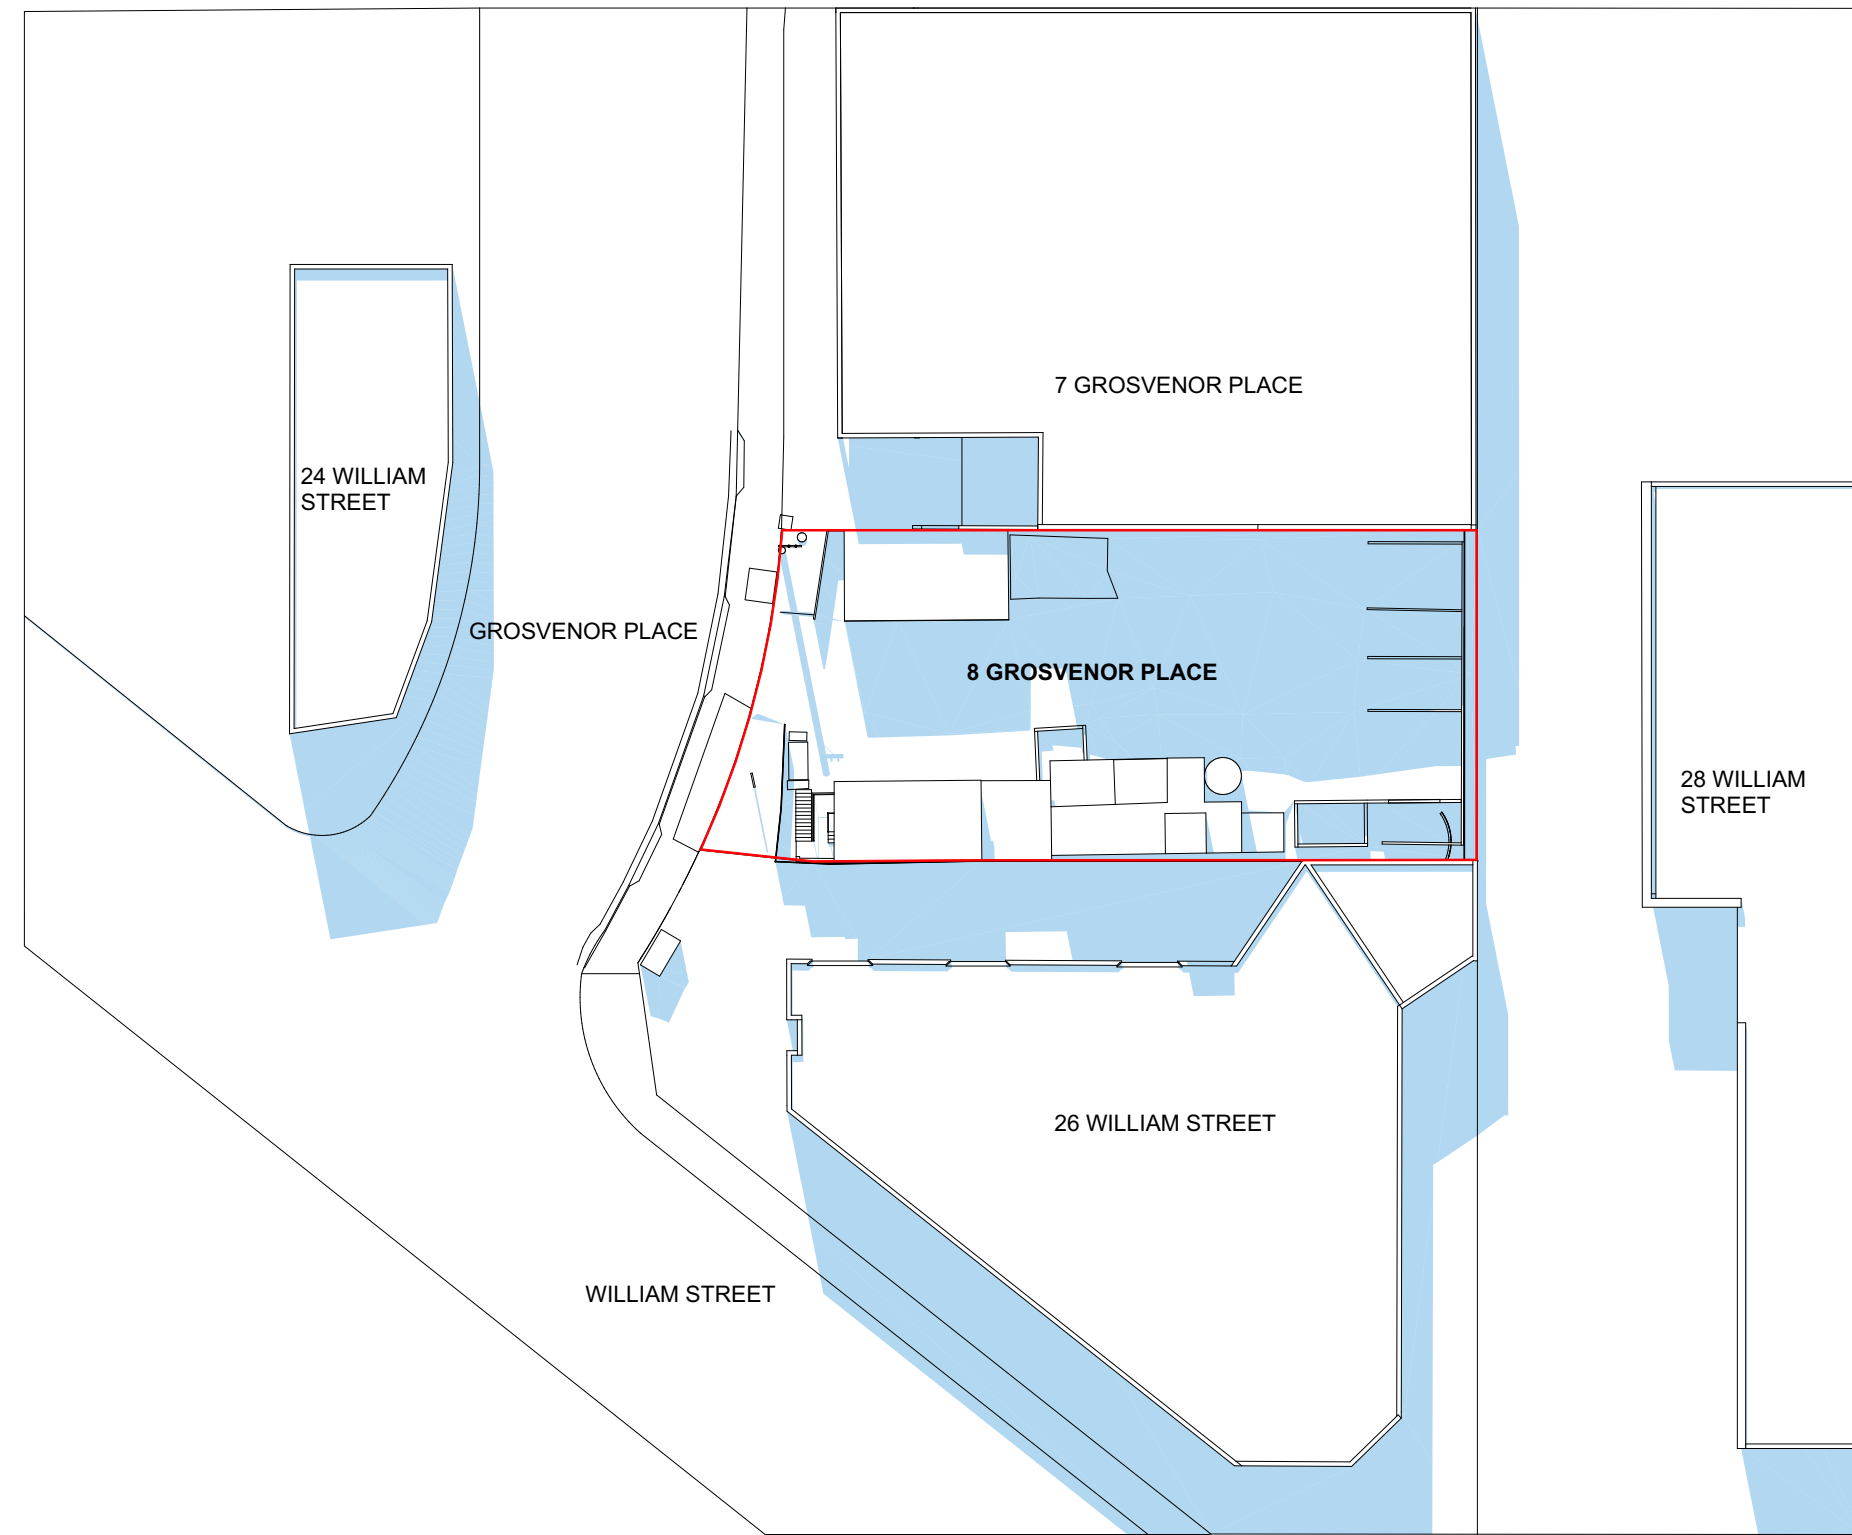 7 GROSVENOR PLACE
24 WILLIAM
STREET
GROSVENOR PLACE
8 GROSVENOR PLACE
28 WILLIAM
STREET
26 WILLIAM STREET
WILLIAM STREET